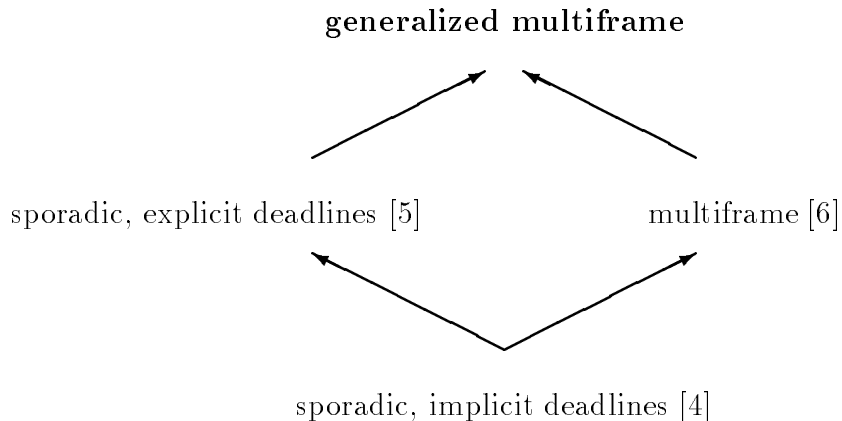 generalized multiframe
sporadic, explicit deadlines [5]
multiframe [6]
sporadic, implicit deadlines [4]